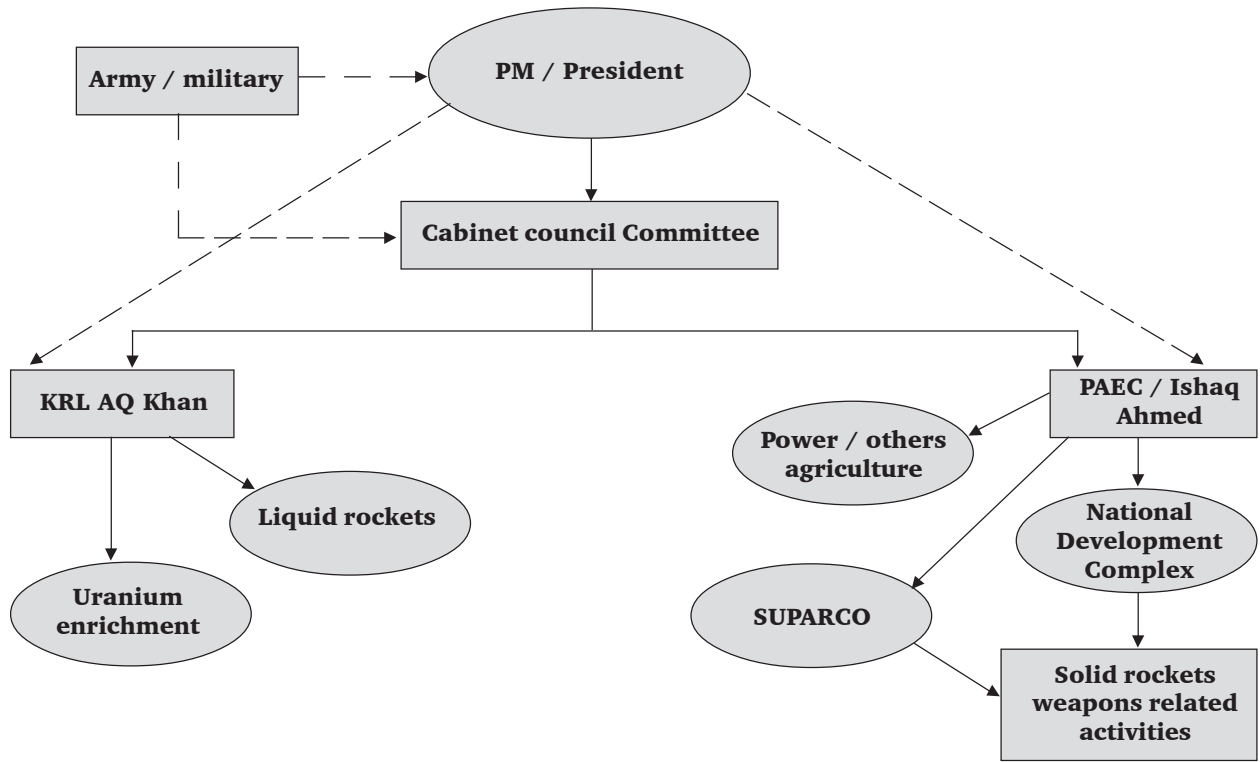 Army / military
PM / President
Cabinet council Committee
KRL AQ Khan
PAEC / Ishaq
Ahmed
Power / others
agriculture
Liquid rockets
National
Development
Complex
Uranium
enrichment
SUPARCO
Solid rockets
weapons related
activities